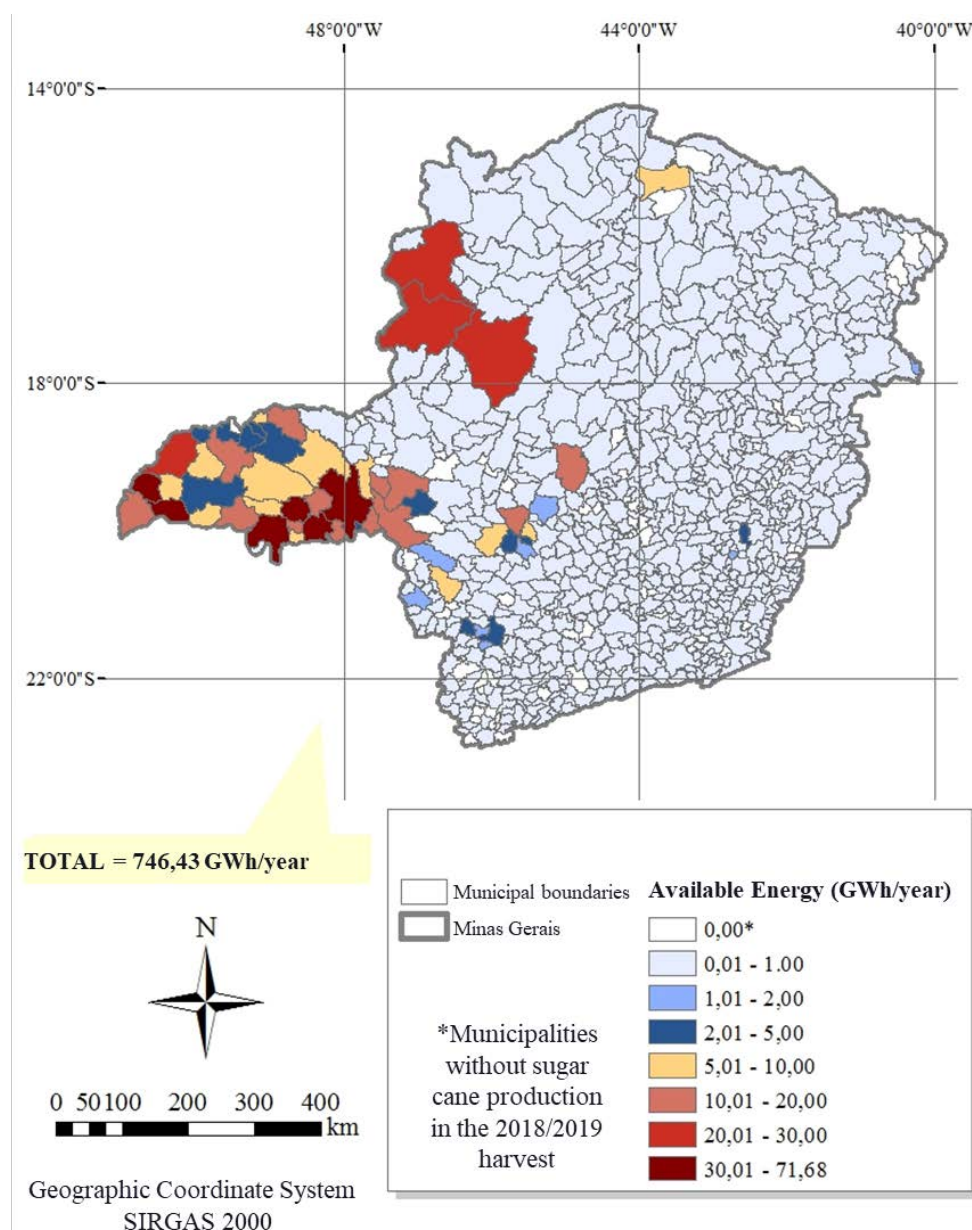 48°0'0"W
44°0'0"W
40°0'0"W
14°0'0"S
18°0'0"S
22°0'0"S
TOTAL = 746,43 GWh/year
N
0 50 100 200 300 400
km
Geographic Coordinate System
SIRGAS 2000
Municipal boundaries
Minas Gerais
*Municipalities
without sugar
cane production
in the 2018/2019
harvest
Available Energy (GWh/year)
0,00*
0,01 - 1.00
1,01 - 2,00
2,01 - 5,00
5,01 - 10,00
10,01 - 20,00
20,01 - 30,00
30,01 - 71,68